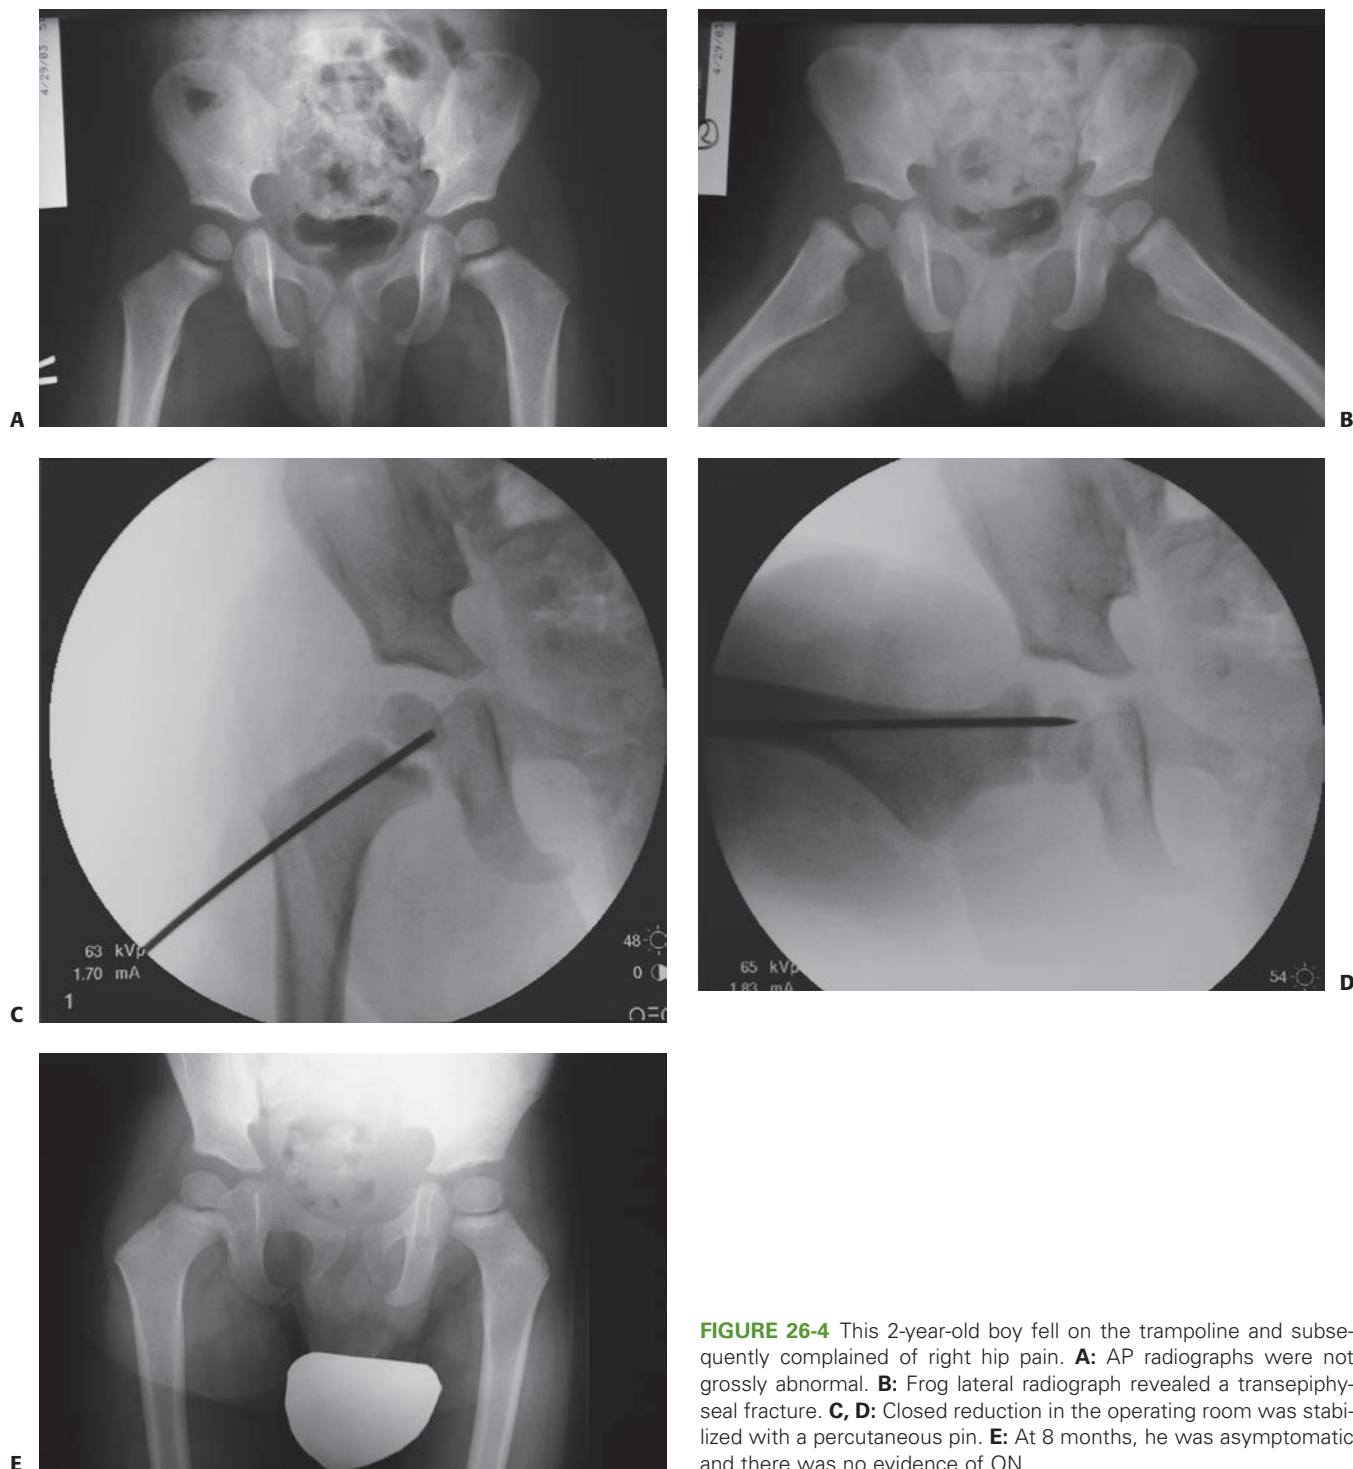 4/29/03
A
4/29/03
R
B
63 kVp
1.70 mA
1
48
0
C
65 kVp
1.83 mA
54
D
E
FIGURE 26-4 This 2-year-old boy fell on the trampoline and subse-
quently complained of right hip pain. A: AP radiographs were not
grossly abnormal. B: Frog lateral radiograph revealed a transepiphy-
seal fracture. C, D: Closed reduction in the operating room was stabi-
lized with a percutaneous pin. E: At 8 months, he was asymptomatic
and there was no evidence of ON.